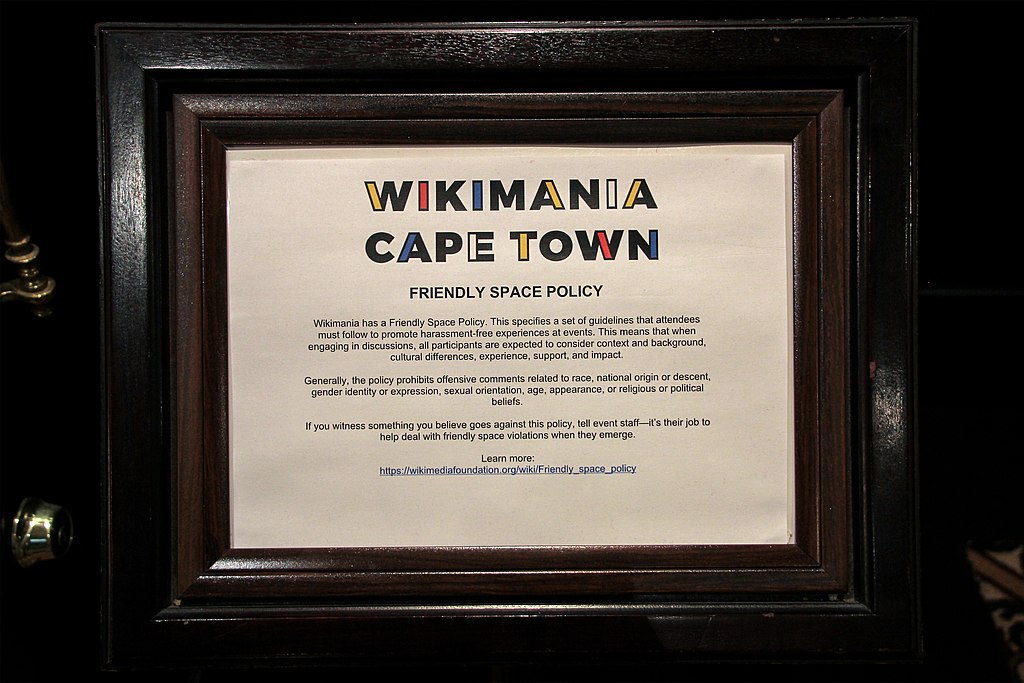 WIKIMANIA
CAPE TOWN
FRIENDLY SPACE POLICY
Wikimania has a Friendly Space Policy. This specifies a set of guidelines that attendees
must follow to promote harassment-free experiences at events. This means that when
engaging in discussions, all participants are expected to consider context and background,
cultural differences, experience, support, and impact.
Generally, the policy prohibits offensive comments related to race, national origin or descent,
gender identity or expression, sexual orientation, age, appearance, or religious or political
beliefs.
If you witness something you believe goes against this policy, tell event staff—it's their job to
help deal with friendly space violations when they emerge.
Learn more:
https://wikimediafoundation.org/wiki/Friendly_space_policy